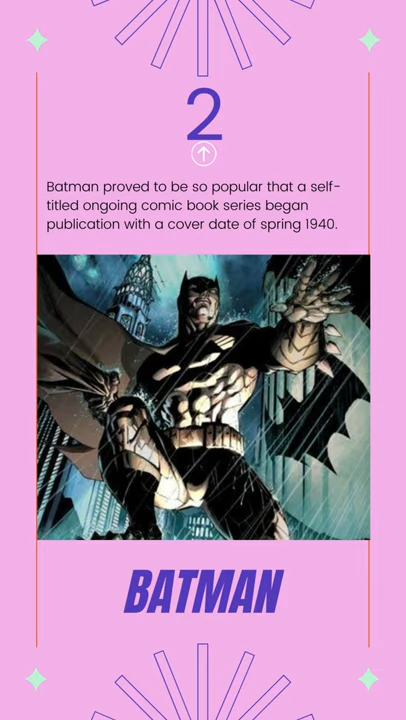 2
Batman proved to be so popular that a self-
titled ongoing comic book series began
publication with a cover date of spring 1940.
BATMAN